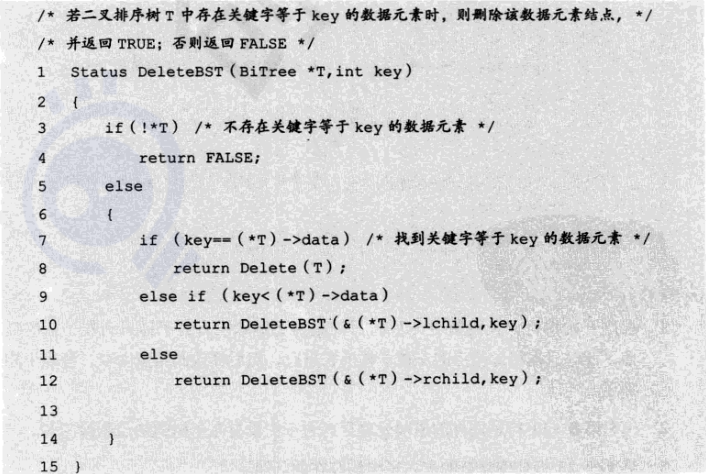 /* 若二叉排序树 T 中存在关键字等于 key 的数据元素时，则删除该数据元素结点， */
/* 并返回 TRUE；否则返回 FALSE */
1 Status DeleteBST(BiTree *T,int key)
2 {
3 if(!*T) /* 不存在关键字等于 key 的数据元素 */
4 return FALSE;
5 else
6 {
7 if (key==(*T)->data) /* 找到关键字等于 key 的数据元素 */
8 return Delete(T);
9 else if (key<(*T)->data)
10 return DeleteBST(&(*T)->lchild,key);
11 else
12 return DeleteBST(&(*T)->rchild,key);
13
14 }
15 }